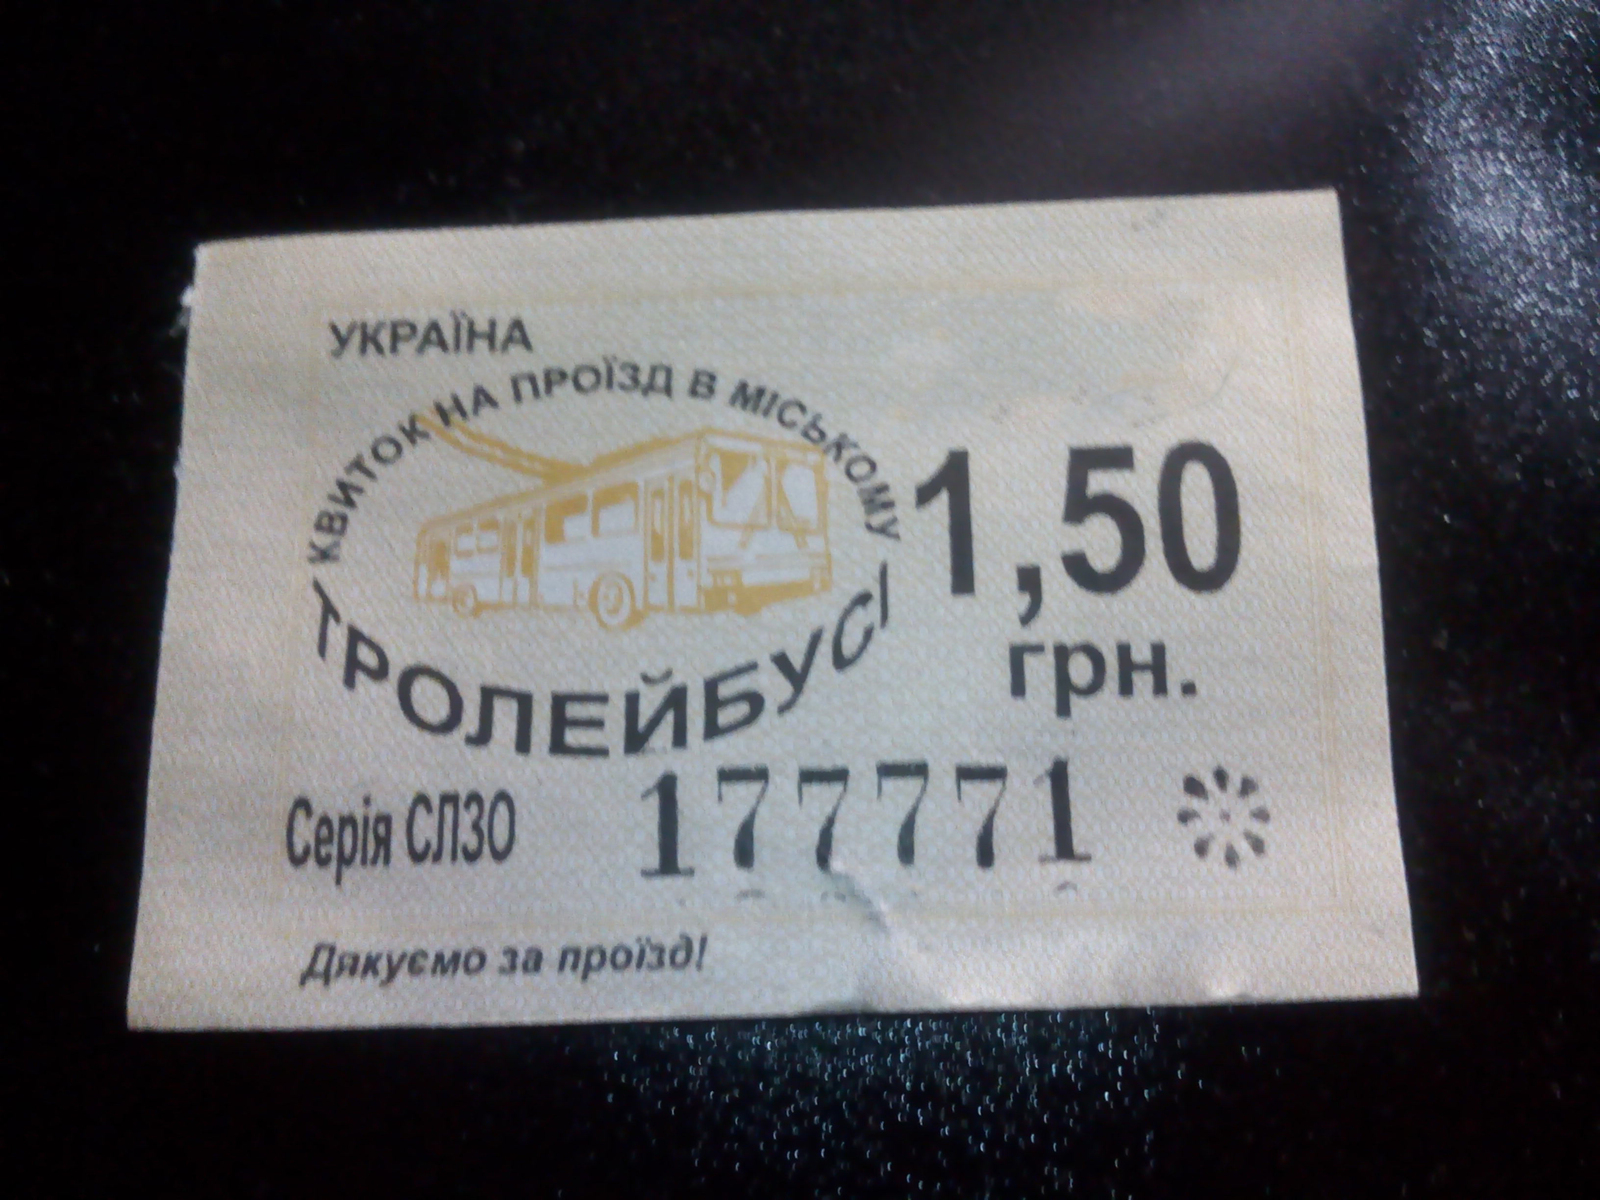 УКРАЇНА
КВИТОК НА ПРОЇЗД В МІСЬКОМУ
ТРОЛЕЙБУСІ
1,50
грн.
Серія СЛЗО 177771
Дякуємо за проїзд!